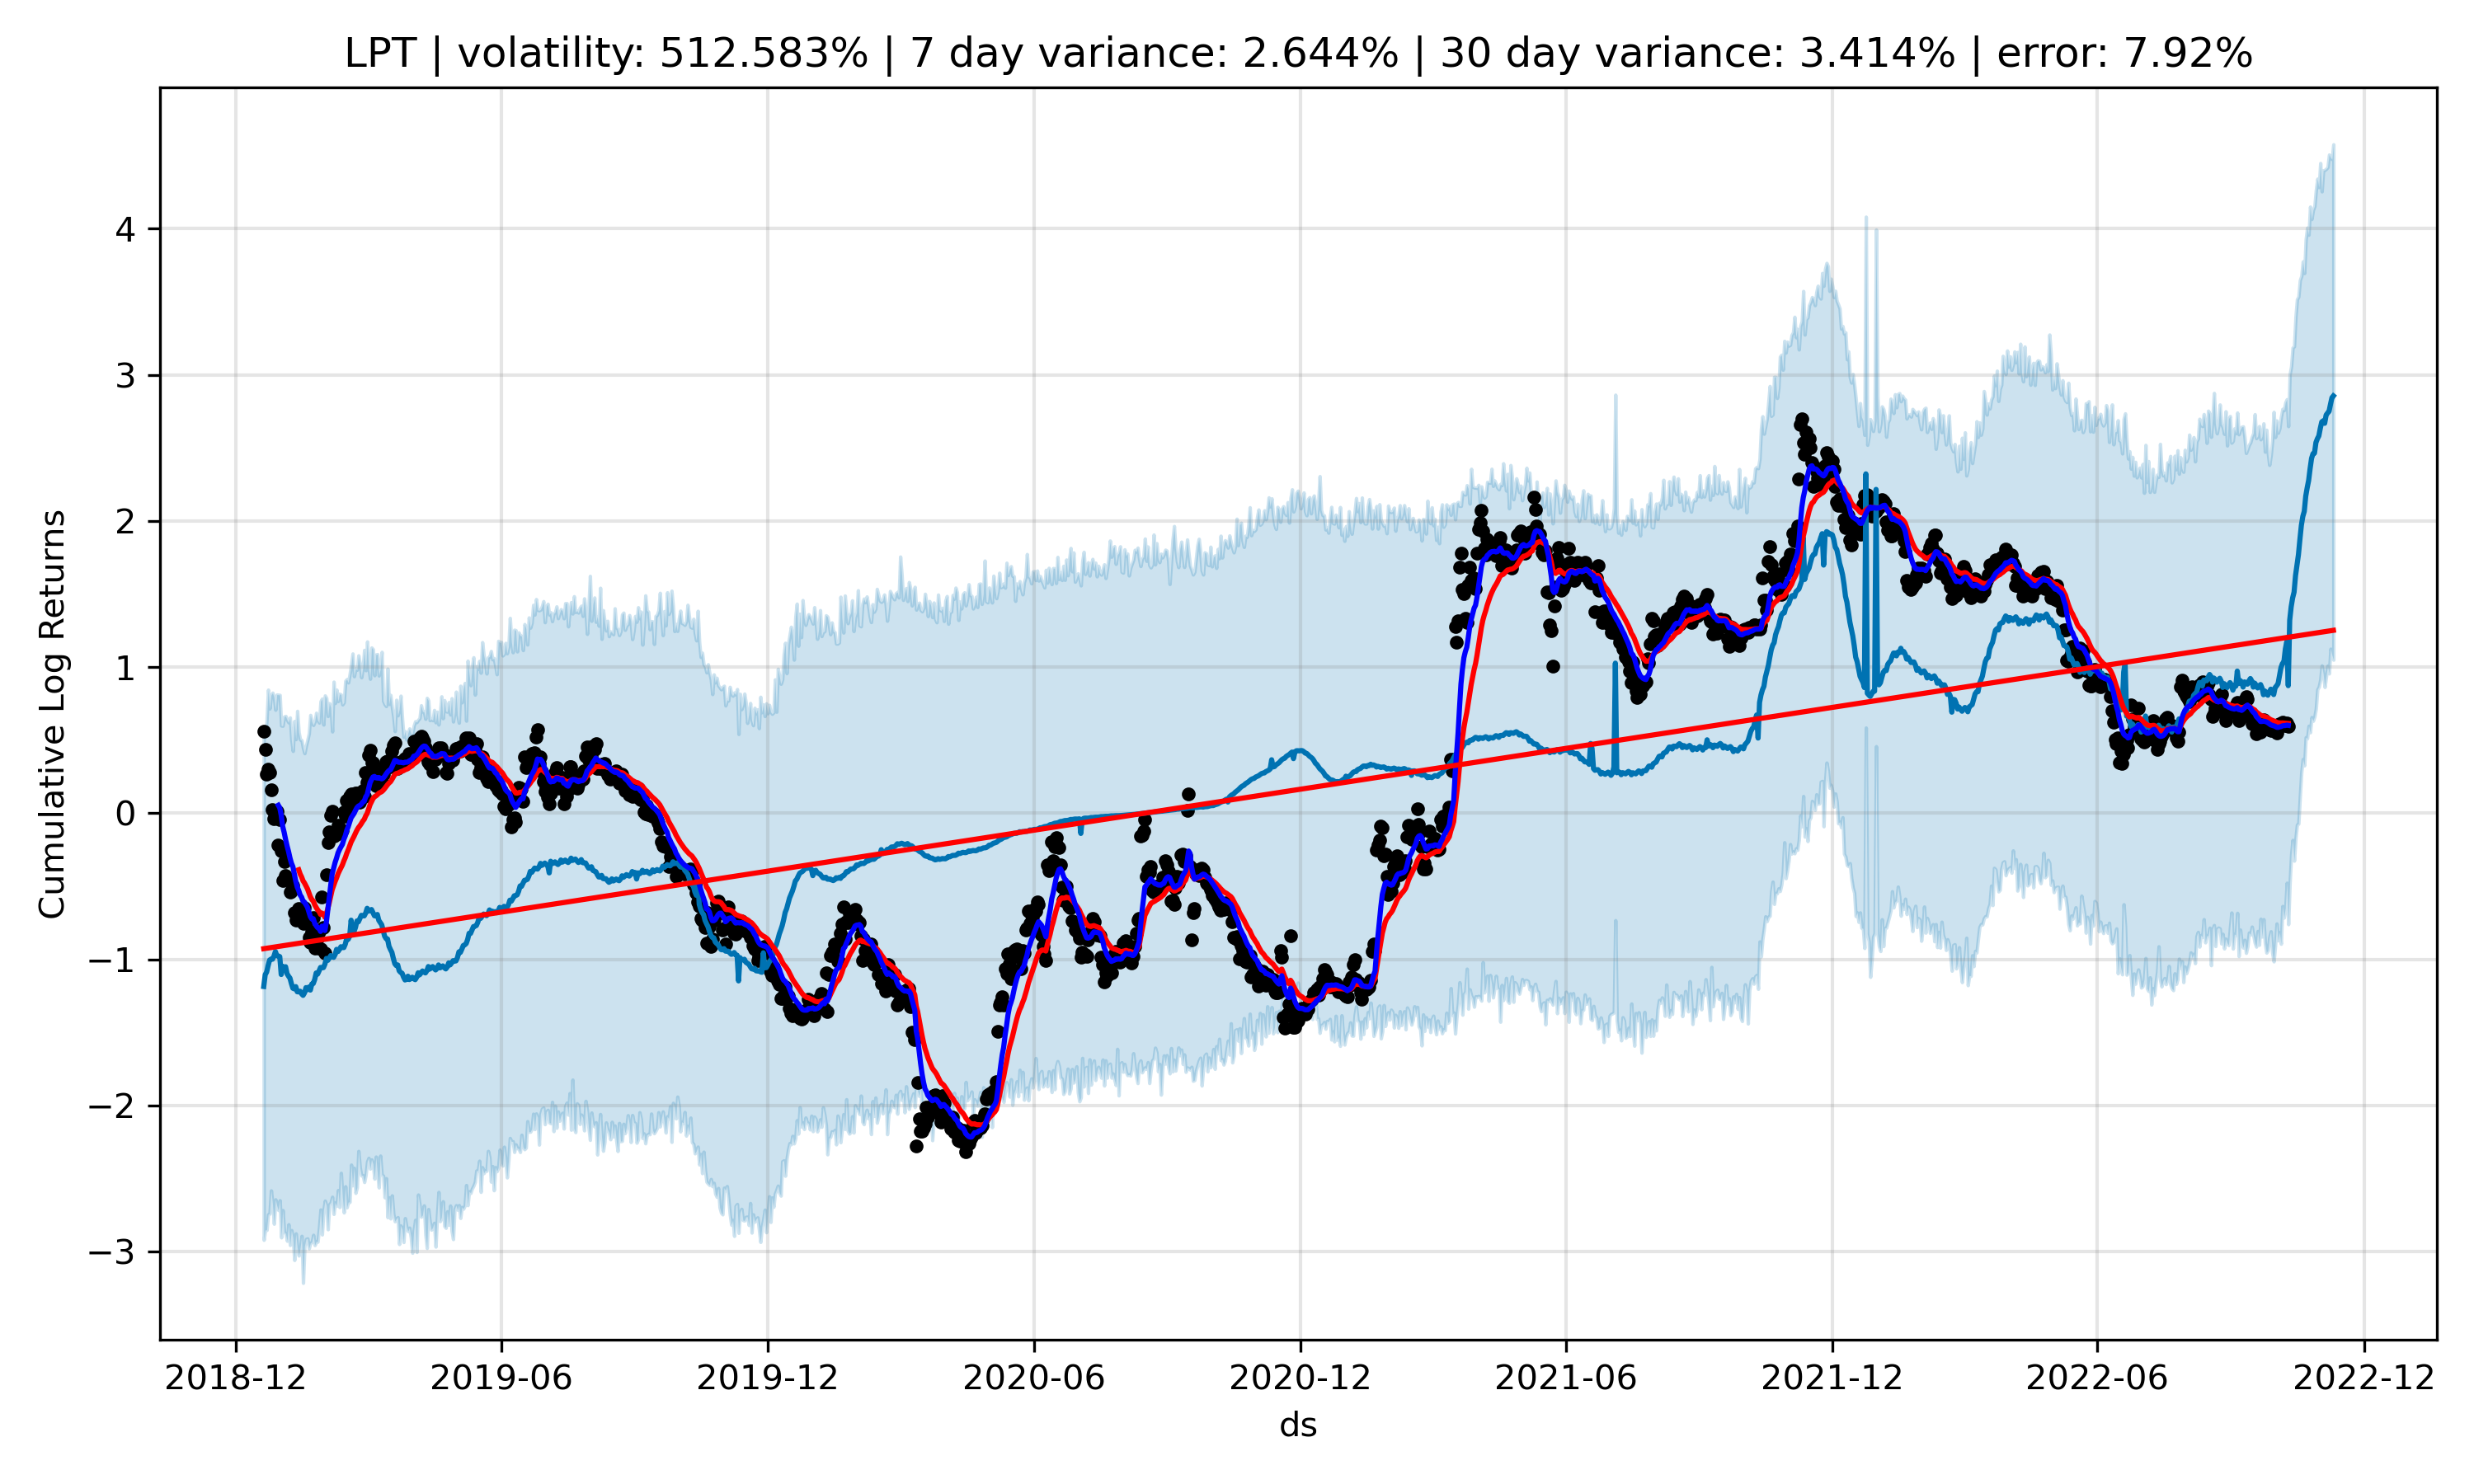 LPT | volatility: 512.583% | 7 day variance: 2.644% | 30 day variance: 3.414% | error: 7.92%
Cumulative Log Returns
4
3
2
1
0
−1
−2
−3
2018-12 2019-06 2019-12 2020-06 2020-12 2021-06 2021-12 2022-06 2022-12
ds